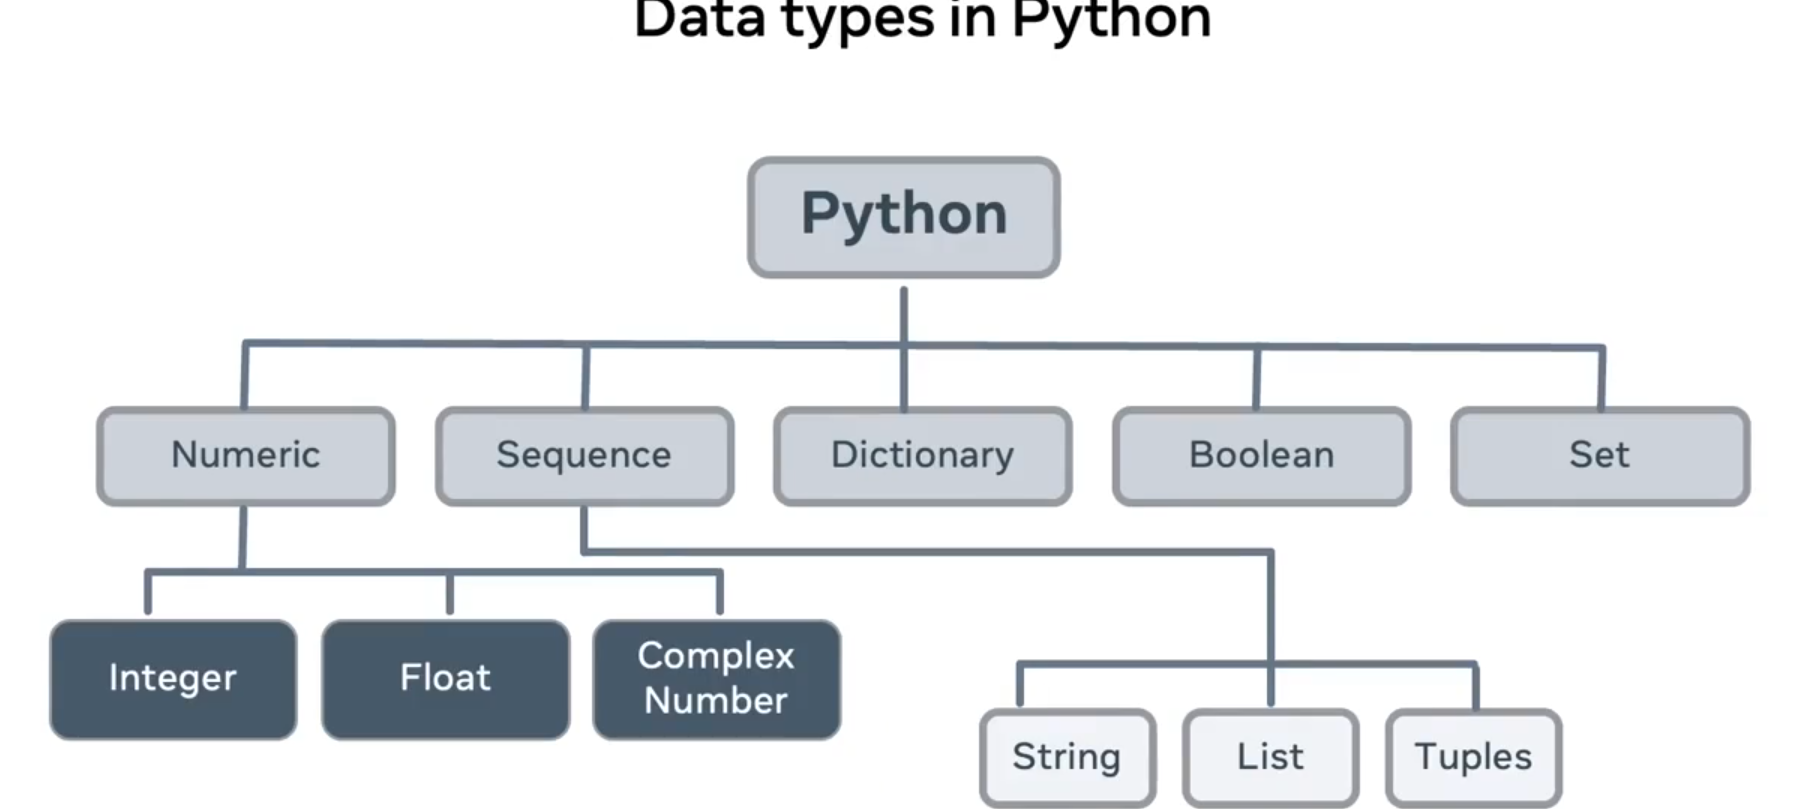 Data types in Python
Python
Numeric
Sequence
Dictionary
Boolean
Set
Integer
Float
Complex
Number
String
List
Tuples